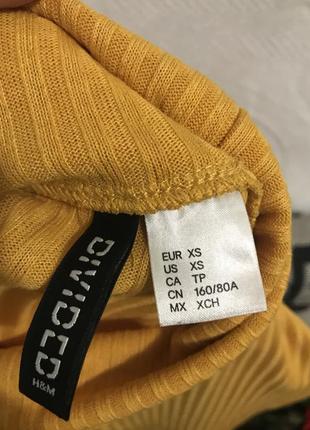 DIVIDED
H&M
EUR XS
US XS
CA TP
CN 160/80A
MX XCH